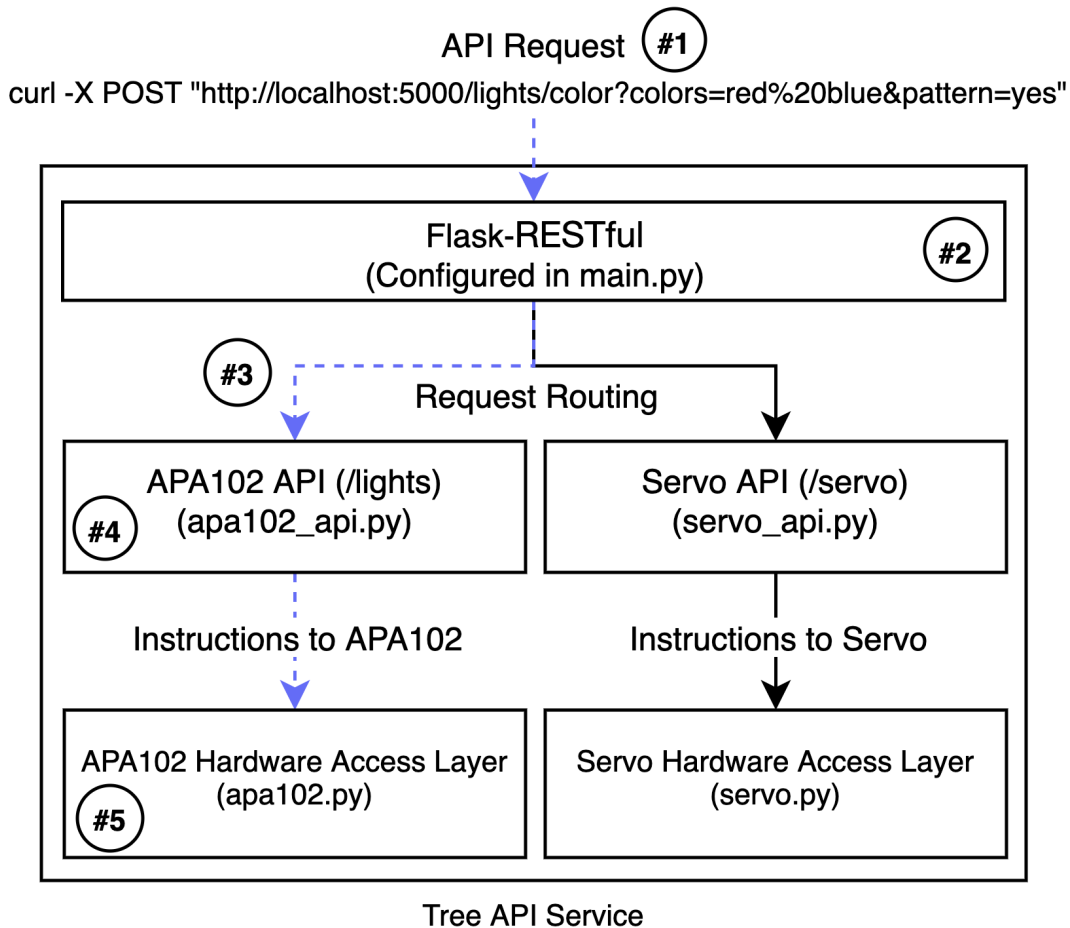 API Request #1
curl -X POST "http://localhost:5000/lights/color?colors=red%20blue&pattern=yes"
Flask-RESTful
(Configured in main.py)
#2
#3
Request Routing
APA102 API (/lights)
(apa102_api.py)
#4
Servo API (/servo)
(servo_api.py)
Instructions to APA102
Instructions to Servo
APA102 Hardware Access Layer
(apa102.py)
#5
Servo Hardware Access Layer
(servo.py)
Tree API Service